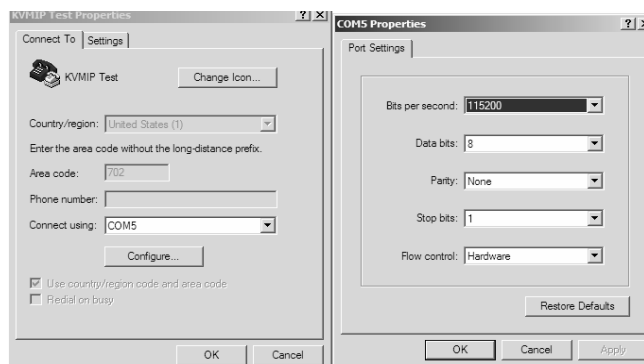 KVMIP Test Properties
Connect To
Settings
KVMIP Test
Change Icon...
Country/region:
United States (1)
Enter the area code without the long-distance prefix.
Area code:
702
Phone number:
Connect using:
COM5
Configure...
Use country/region code and area code
Redial on busy
OK
Cancel
COM5 Properties
Port Settings
Bits per second:
115200
Data bits:
8
Parity:
None
Stop bits:
1
Flow control:
Hardware
Restore Defaults
OK
Cancel
Apply